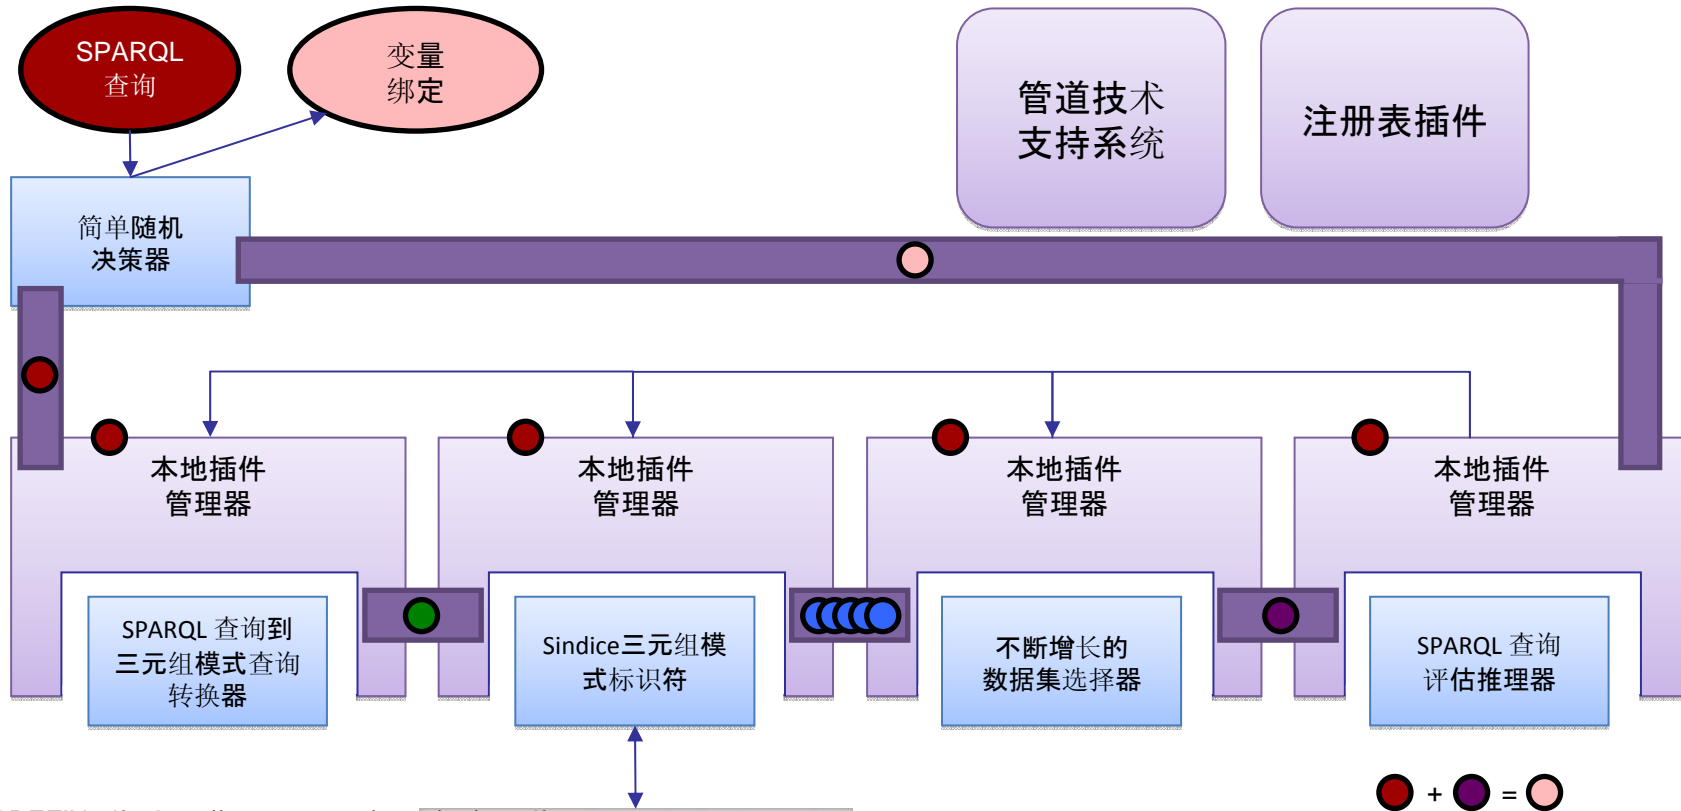 SPARQL
查询
变量
绑定
管道技术
支持系统
注册表插件
简单随机
决策器
本地插件
管理器
本地插件
管理器
本地插件
管理器
本地插件
管理器
SPARQL 查询到
三元组模式查询
转换器
Sindice三元组模
式标识符
不断增长的
数据集选择器
SPARQL 查询
评估推理器
+ =